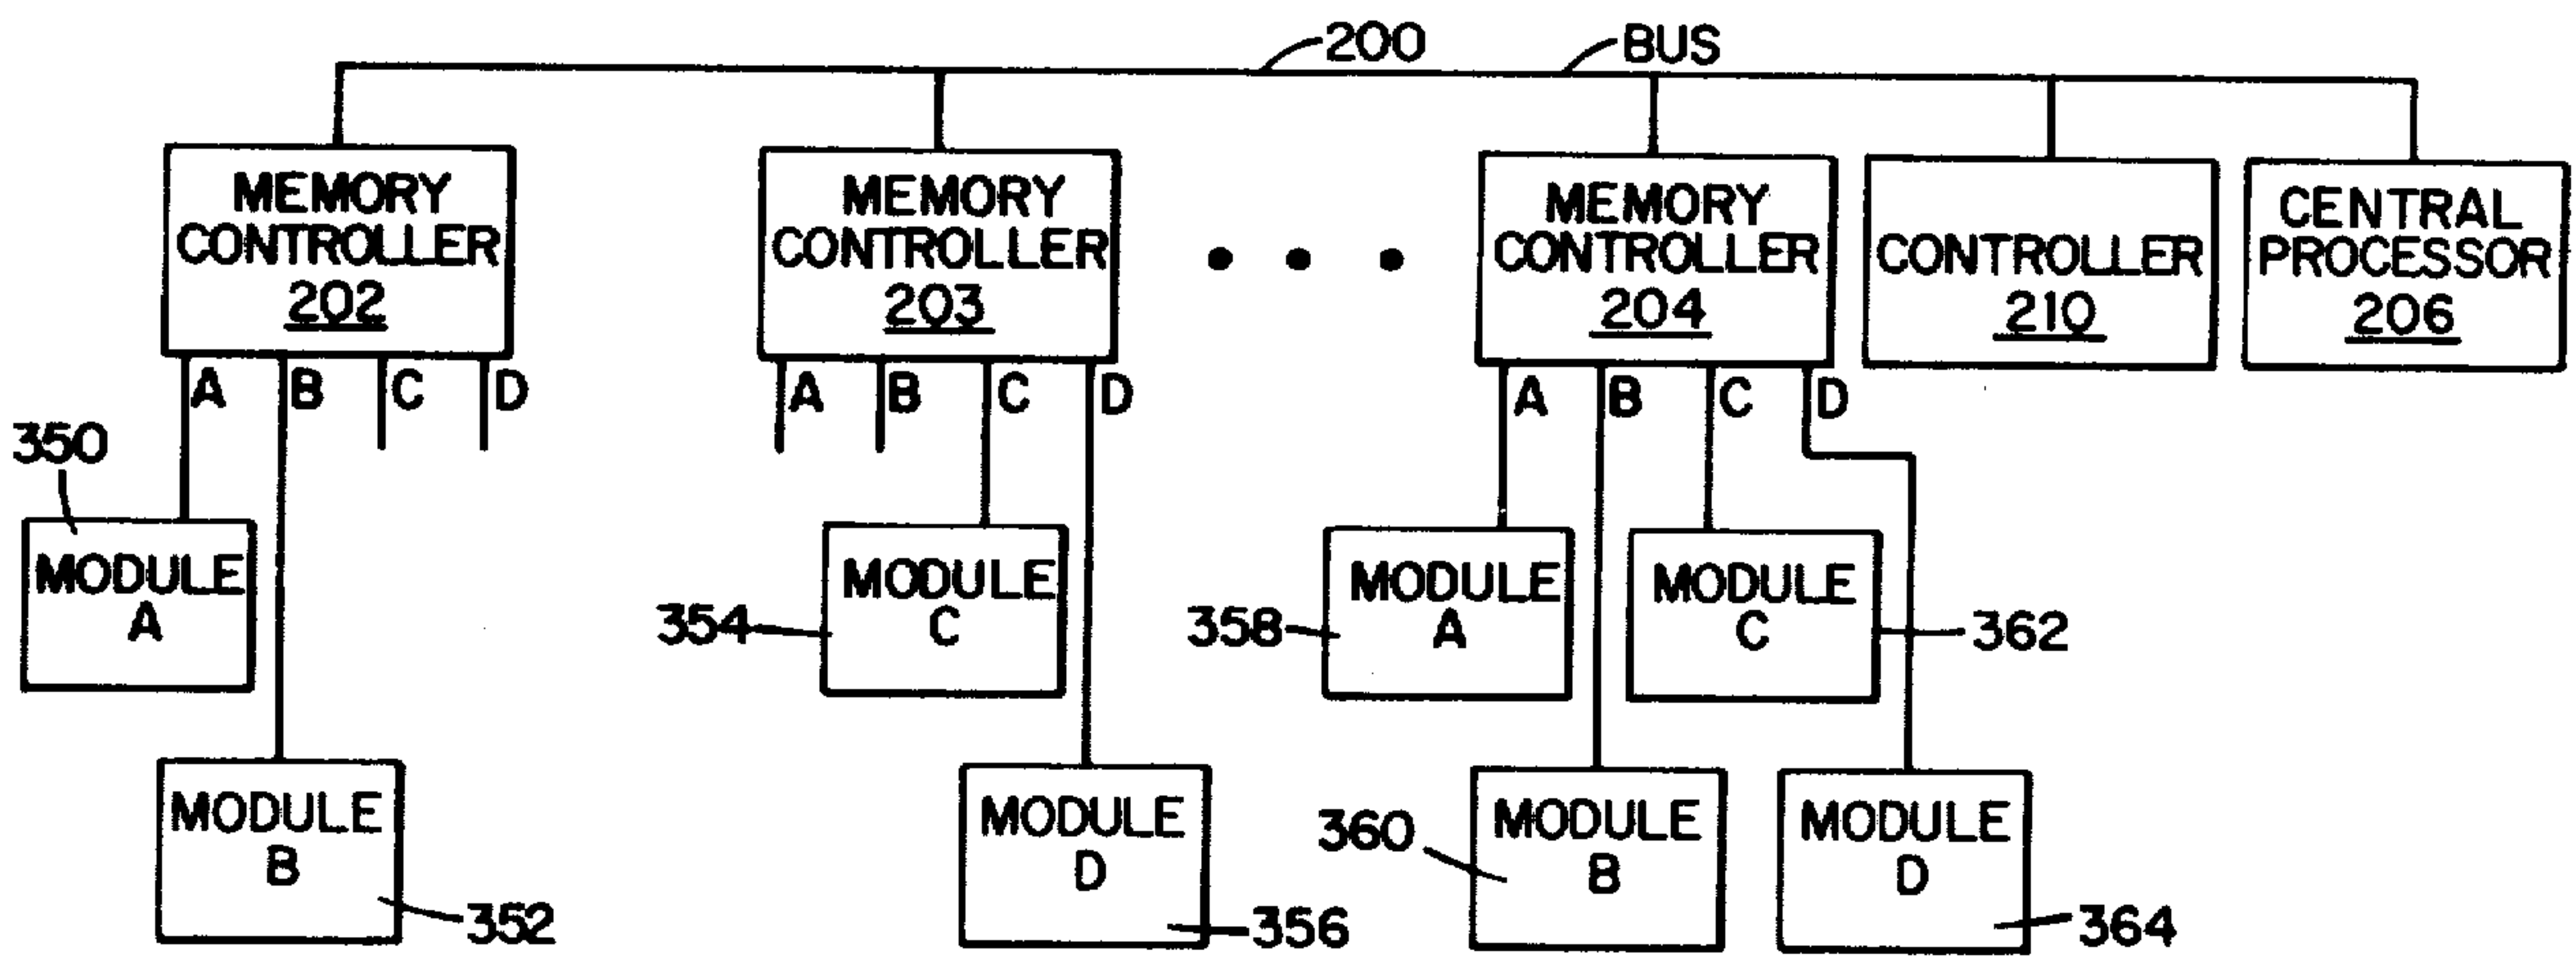 200 BUS
MEMORY
CONTROLLER
202
MEMORY
CONTROLLER
203
MEMORY
CONTROLLER
204
CONTROLLER
210
CENTRAL
PROCESSOR
206
A B C D
A B C D
A B C D
350
MODULE
A
MODULE
B
352
354
MODULE
C
MODULE
D
356
358
MODULE
A
MODULE
C
362
360
MODULE
B
MODULE
D
364